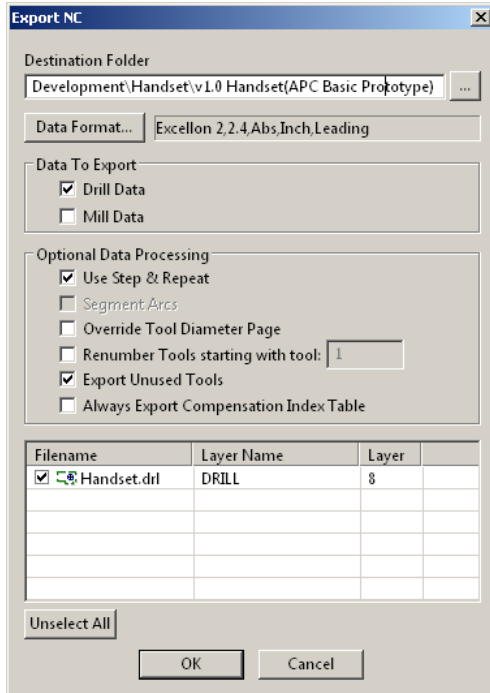 Export NC
Destination Folder
Development\Handset\v1.0 Handset(APC Basic Prototype)
...
Data Format...
Excellon 2,2.4,Abs,Inch,Leading
Data To Export
Drill Data
Mill Data
Optional Data Processing
Use Step & Repeat
Segment Arcs
Override Tool Diameter Page
Renumber Tools starting with tool: 1
Export Unused Tools
Always Export Compensation Index Table
Filename Layer Name Layer
Handset.drl DRILL 8
Unselect All
OK Cancel